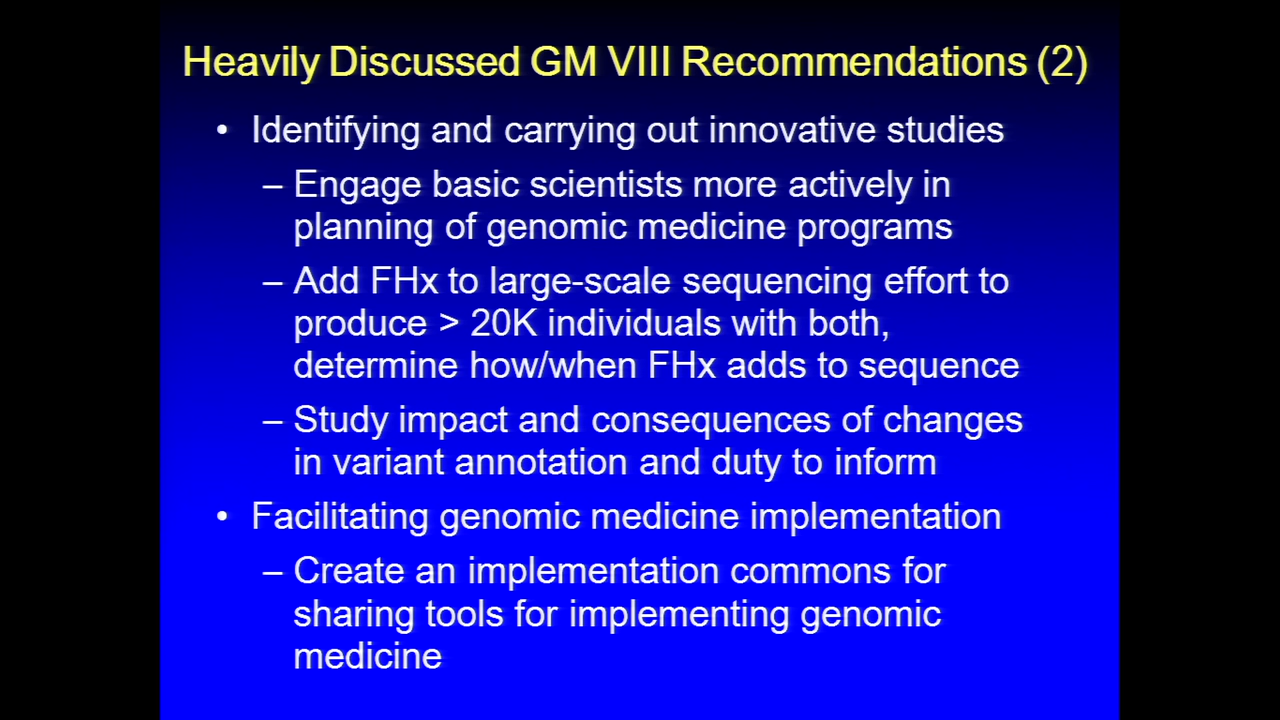 Heavily Discussed GM VIII Recommendations (2)
• Identifying and carrying out innovative studies
– Engage basic scientists more actively in
planning of genomic medicine programs
– Add FHx to large-scale sequencing effort to
produce > 20K individuals with both,
determine how/when FHx adds to sequence
– Study impact and consequences of changes
in variant annotation and duty to inform
• Facilitating genomic medicine implementation
– Create an implementation commons for
sharing tools for implementing genomic
medicine